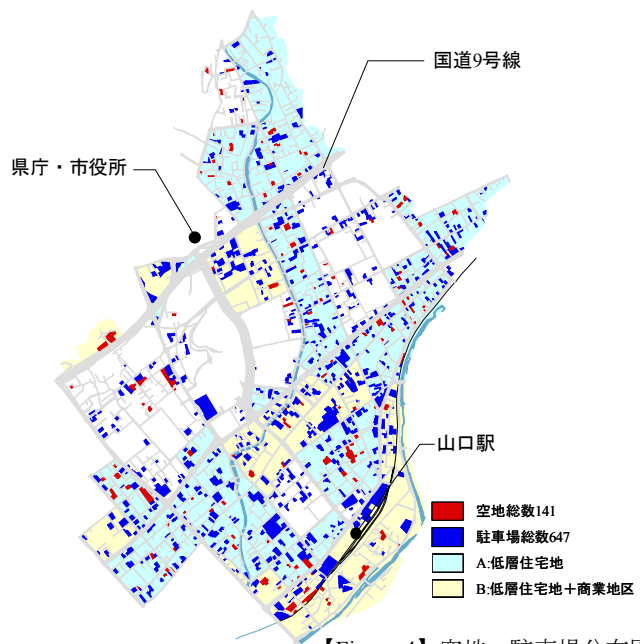 国道9号線
県庁・市役所
山口駅
空地総数141
駐車場総数647
A:低層住宅地
B:低層住宅地+商業地区